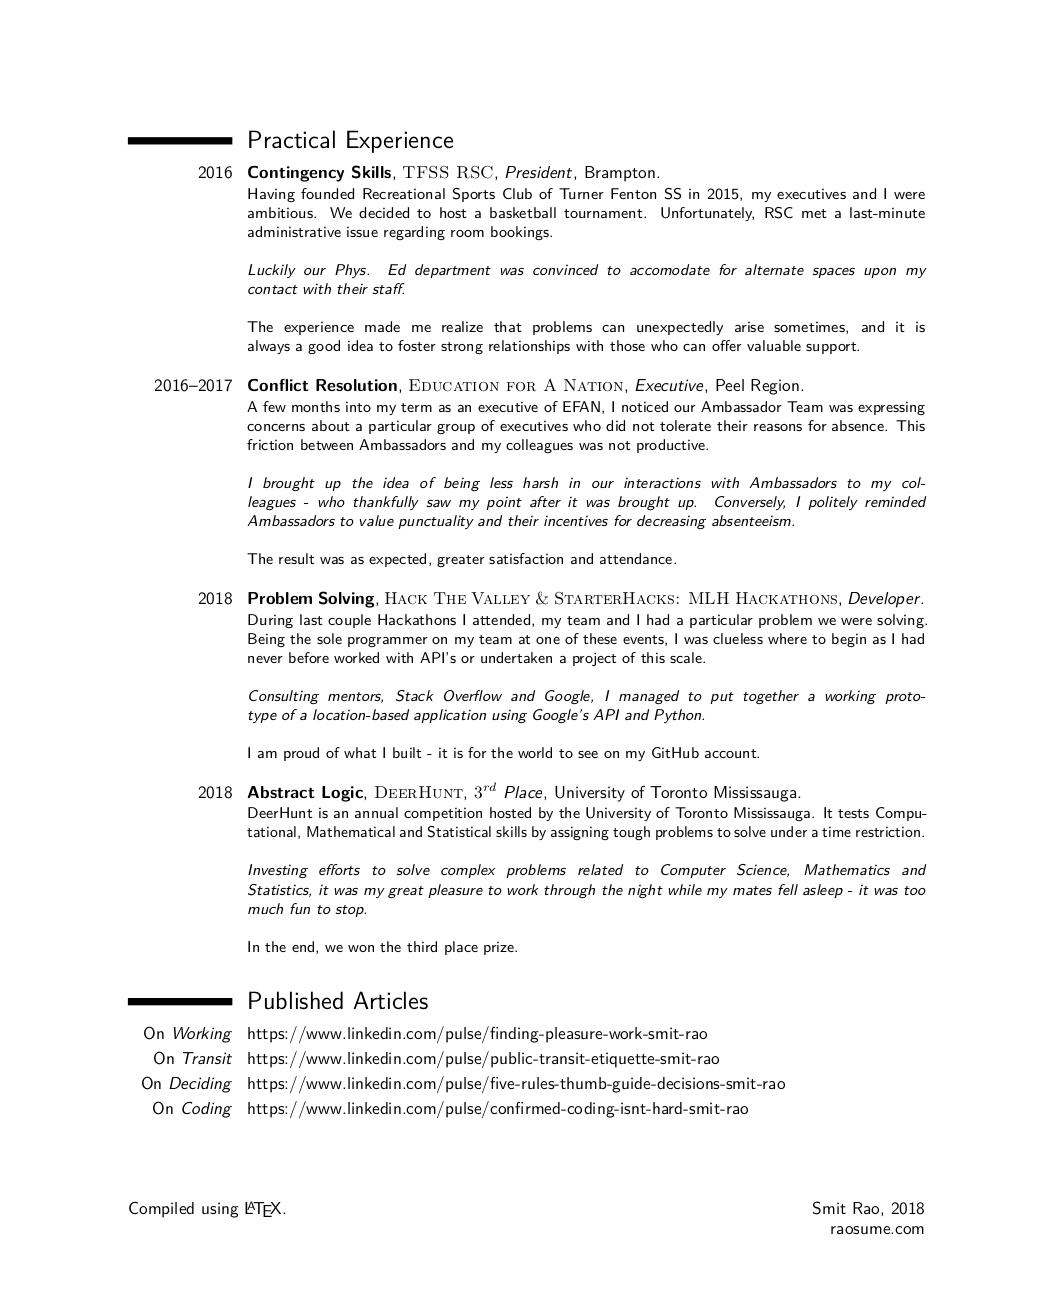 Practical Experience
2016 Contingency Skills, TFSS RSC, President, Brampton.
Having founded Recreational Sports Club of Turner Fenton SS in 2015, my executives and I were
ambitious. We decided to host a basketball tournament. Unfortunately, RSC met a last-minute
administrative issue regarding room bookings.
Luckily our Phys. Ed department was convinced to accomodate for alternate spaces upon my
contact with their staff.
The experience made me realize that problems can unexpectedly arise sometimes, and it is
always a good idea to foster strong relationships with those who can offer valuable support.
2016–2017 Conflict Resolution, Education for A Nation, Executive, Peel Region.
A few months into my term as an executive of EFAN, I noticed our Ambassador Team was expressing
concerns about a particular group of executives who did not tolerate their reasons for absence. This
friction between Ambassadors and my colleagues was not productive.
I brought up the idea of being less harsh in our interactions with Ambassadors to my col-
leagues - who thankfully saw my point after it was brought up. Conversely, I politely reminded
Ambassadors to value punctuality and their incentives for decreasing absenteeism.
The result was as expected, greater satisfaction and attendance.
2018 Problem Solving, Hack The Valley & StarterHacks: MLH Hackathons, Developer.
During last couple Hackathons I attended, my team and I had a particular problem we were solving.
Being the sole programmer on my team at one of these events, I was clueless where to begin as I had
never before worked with API's or undertaken a project of this scale.
Consulting mentors, Stack Overflow and Google, I managed to put together a working proto-
type of a location-based application using Google's API and Python.
I am proud of what I built - it is for the world to see on my GitHub account.
2018 Abstract Logic, DeerHunt, 3rd Place, University of Toronto Mississauga.
DeerHunt is an annual competition hosted by the University of Toronto Mississauga. It tests Compu-
tational, Mathematical and Statistical skills by assigning tough problems to solve under a time restriction.
Investing efforts to solve complex problems related to Computer Science, Mathematics and
Statistics, it was my great pleasure to work through the night while my mates fell asleep - it was too
much fun to stop.
In the end, we won the third place prize.
Published Articles
On Working https://www.linkedin.com/pulse/finding-pleasure-work-smit-rao
On Transit https://www.linkedin.com/pulse/public-transit-etiquette-smit-rao
On Deciding https://www.linkedin.com/pulse/five-rules-thumb-guide-decisions-smit-rao
On Coding https://www.linkedin.com/pulse/confirmed-coding-isnt-hard-smit-rao
Compiled using LATEX. Smit Rao, 2018
raosume.com